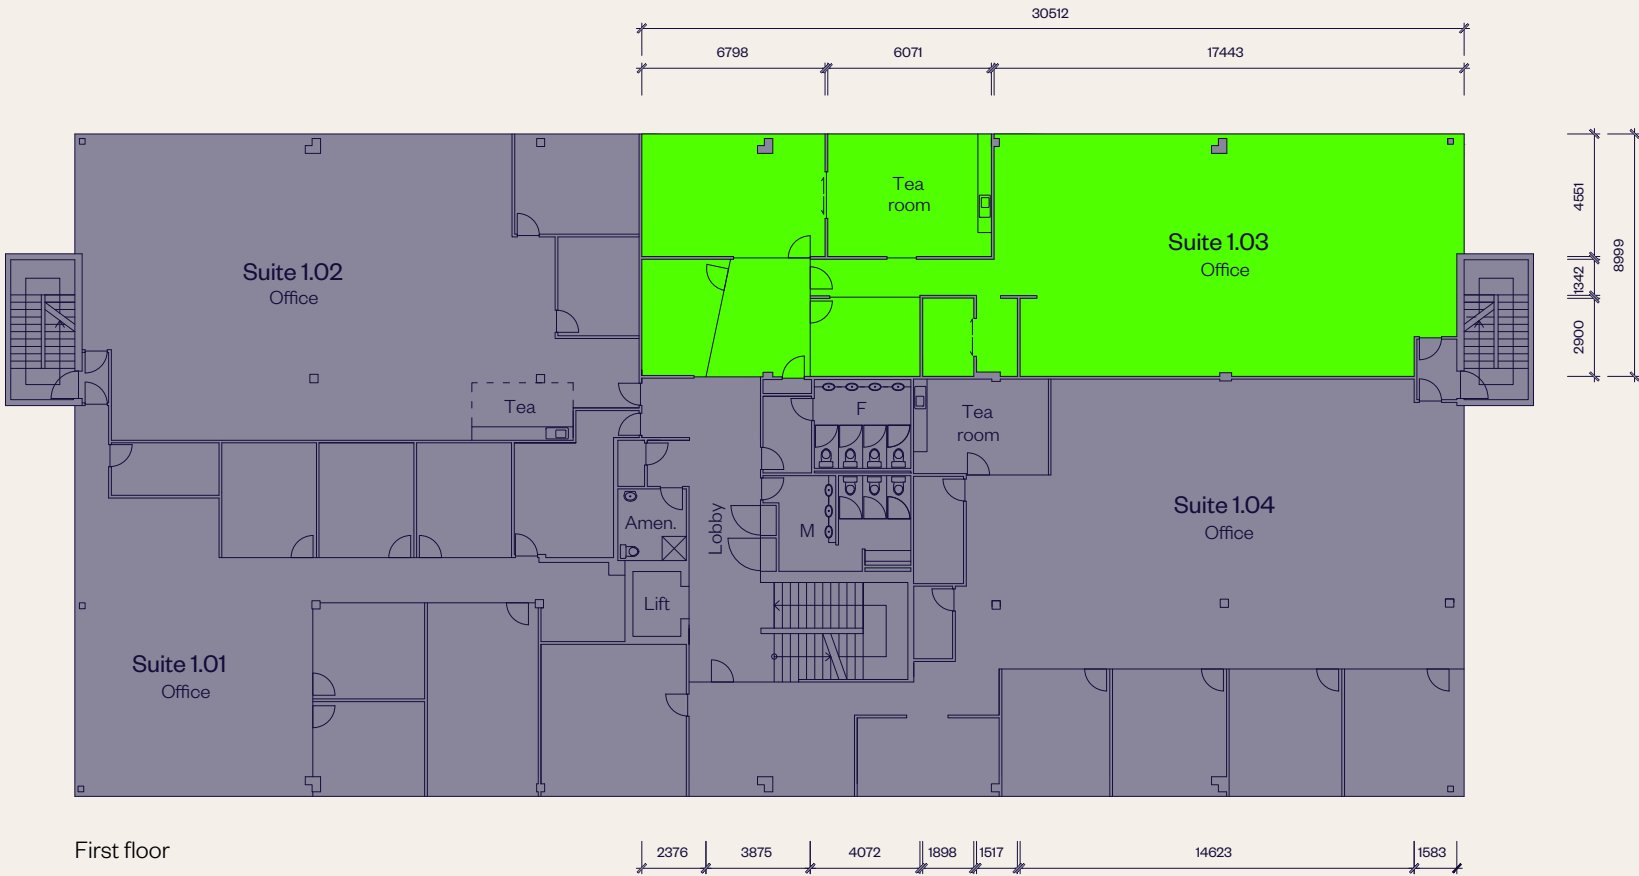 30512
6798
6071
17443
4551
1342
2900
8999
Tea
room
Suite 1.03
Office
Suite 1.02
Office
Tea
F
Tea
room
Suite 1.04
Office
Amen.
Lobby
M
Lift
Suite 1.01
Office
First floor
2376
3875
4072
1898
1517
14623
1583